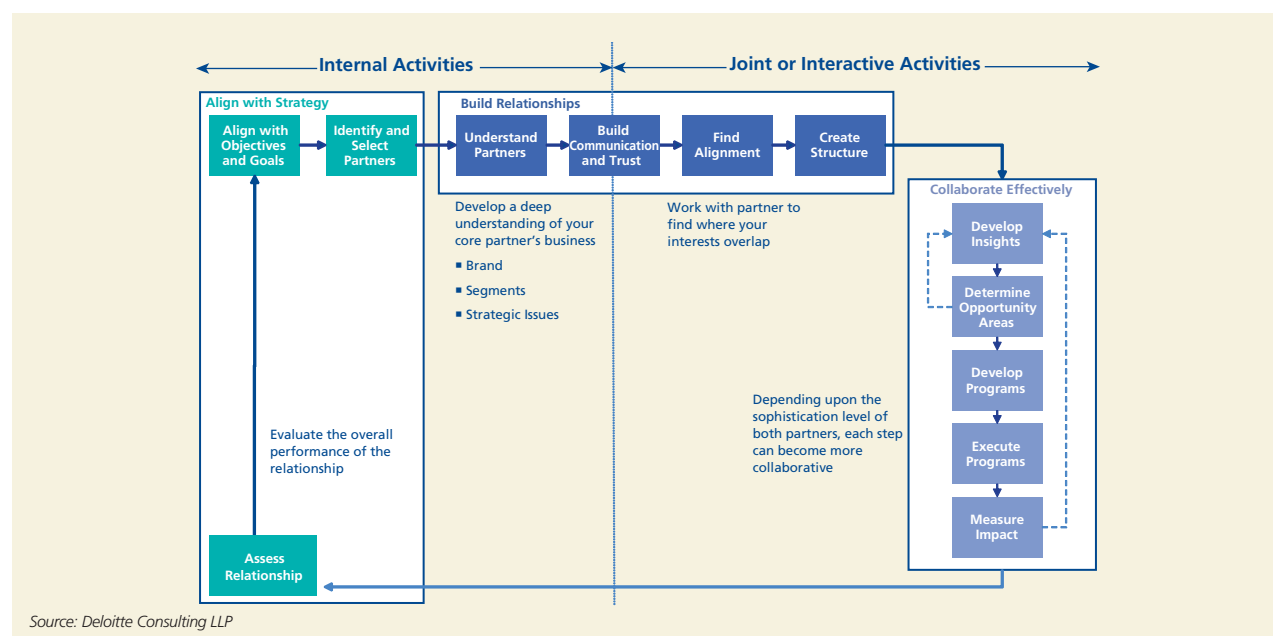 Internal Activities
Joint or Interactive Activities
Align with Strategy
Align with
Objectives
and Goals
Identify and
Select
Partners
Build Relationships
Understand
Partners
Build
Communication
and Trust
Find
Alignment
Create
Structure
Develop a deep
understanding of your
core partner's business
▪ Brand
▪ Segments
▪ Strategic Issues
Work with partner to
find where your
interests overlap
Collaborate Effectively
Develop
Insights
Determine
Opportunity
Areas
Develop
Programs
Execute
Programs
Measure
Impact
Depending upon the
sophistication level of
both partners, each step
can become more
collaborative
Evaluate the overall
performance of the
relationship
Assess
Relationship
Source: Deloitte Consulting LLP